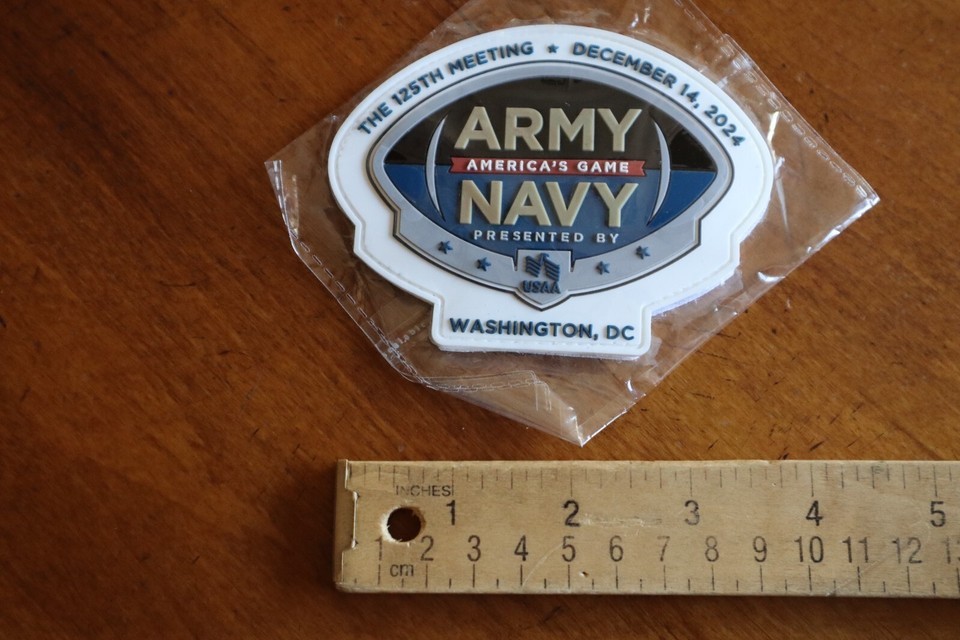 THE 125TH MEETING ★ DECEMBER 14, 2024
ARMY
AMERICA'S GAME
NAVY
PRESENTED BY
USAA
WASHINGTON, DC
INCHES
1 2 3 4 5
1 2 3 4 5 6 7 8 9 10 11 12
cm